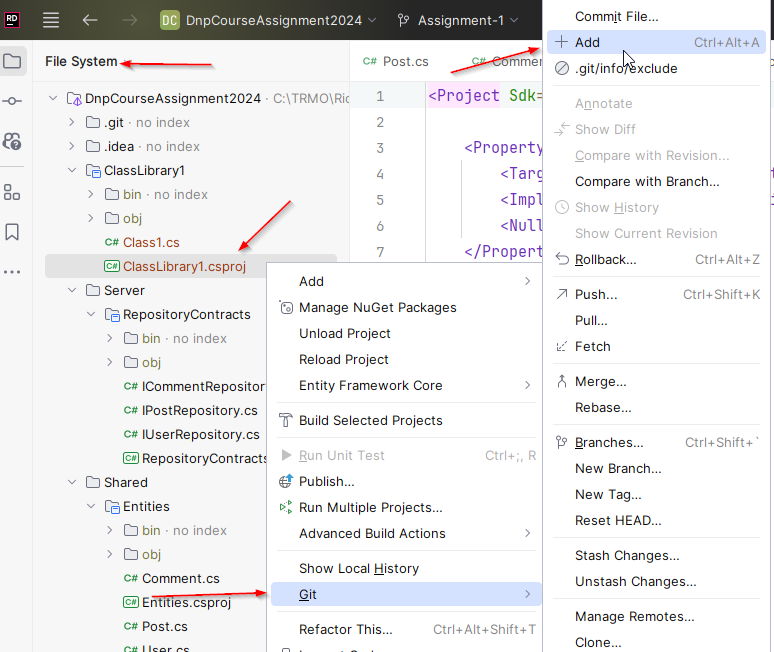 RD
DC DnpCourseAssignment2024
Assignment-1
File System
DnpCourseAssignment2024 · C:\TRMO\Ric
.git · no index
.idea · no index
ClassLibrary1
bin · no index
obj
C# Class1.cs
C# ClassLibrary1.csproj
Server
RepositoryContracts
bin · no index
obj
C# ICommentRepositor
C# IPostRepository.cs
C# IUserRepository.cs
C# RepositoryContracts
Shared
Entities
bin · no index
obj
C# Comment.cs
C# Entities.csproj
C# Post.cs
C# User.cs
C# Post.cs
C# Commen
1 <Project Sdk=
2
3 <Property
4 <Targ
5 <Impl
6 <Null
7 </Propert
Add
Manage NuGet Packages
Unload Project
Reload Project
Entity Framework Core
Build Selected Projects
Run Unit Test Ctrl+;, R
Publish...
Run Multiple Projects...
Advanced Build Actions
Show Local History
Git
Refactor This... Ctrl+Alt+Shift+T
Commit File...
Add Ctrl+Alt+A
.git/info/exclude
Annotate
Show Diff
Compare with Revision...
Compare with Branch...
Show History
Show Current Revision
Rollback... Ctrl+Alt+Z
Push... Ctrl+Shift+K
Pull...
Fetch
Merge...
Rebase...
Branches... Ctrl+Shift+`
New Branch...
New Tag...
Reset HEAD...
Stash Changes...
Unstash Changes...
Manage Remotes...
Clone...